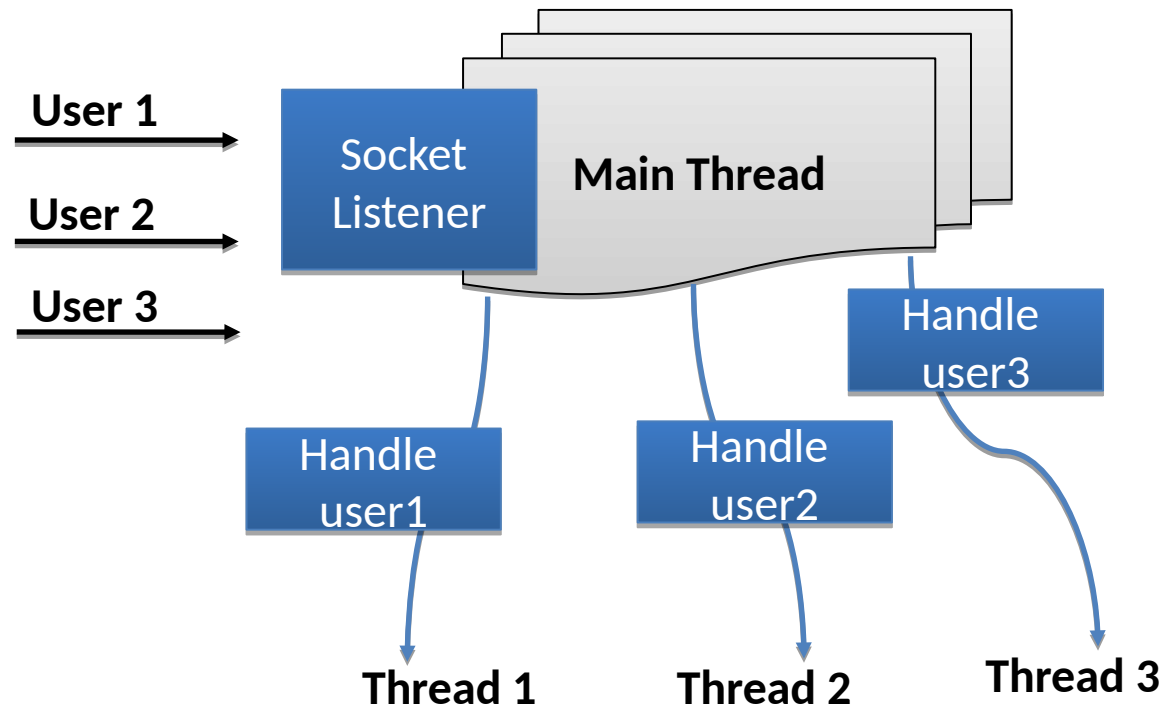 User 1
User 2
User 3
Socket
Listener
Main Thread
Handle
user1
Handle
user2
Handle
user3
Thread 1
Thread 2
Thread 3